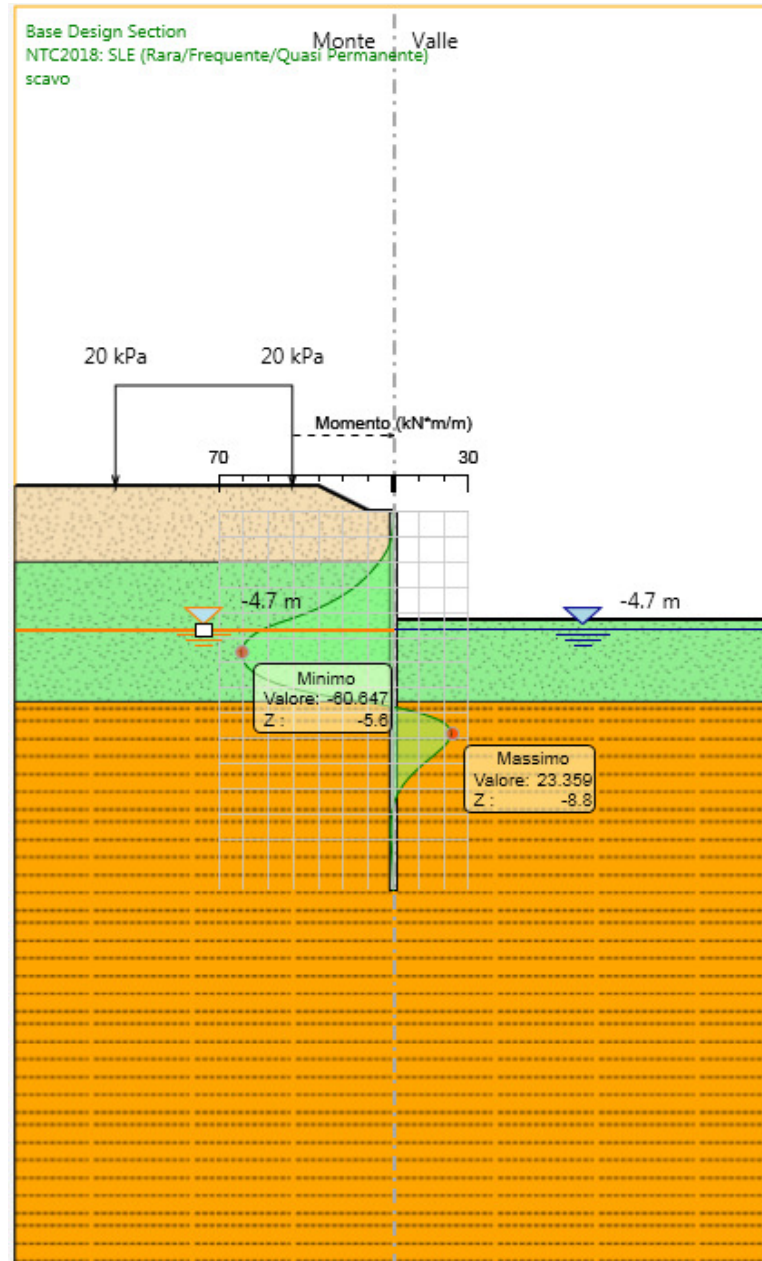 Base Design Section
Monte Valle
NTC2018: SLE (Rara/Frequente/Quasi Permanente)
scavo
20 kPa 20 kPa
Momento (kN*m/m)
70 30
-4.7 m -4.7 m
Minimo
Valore: -60.647
Z : -5.6
Massimo
Valore: 23.359
Z : -8.8